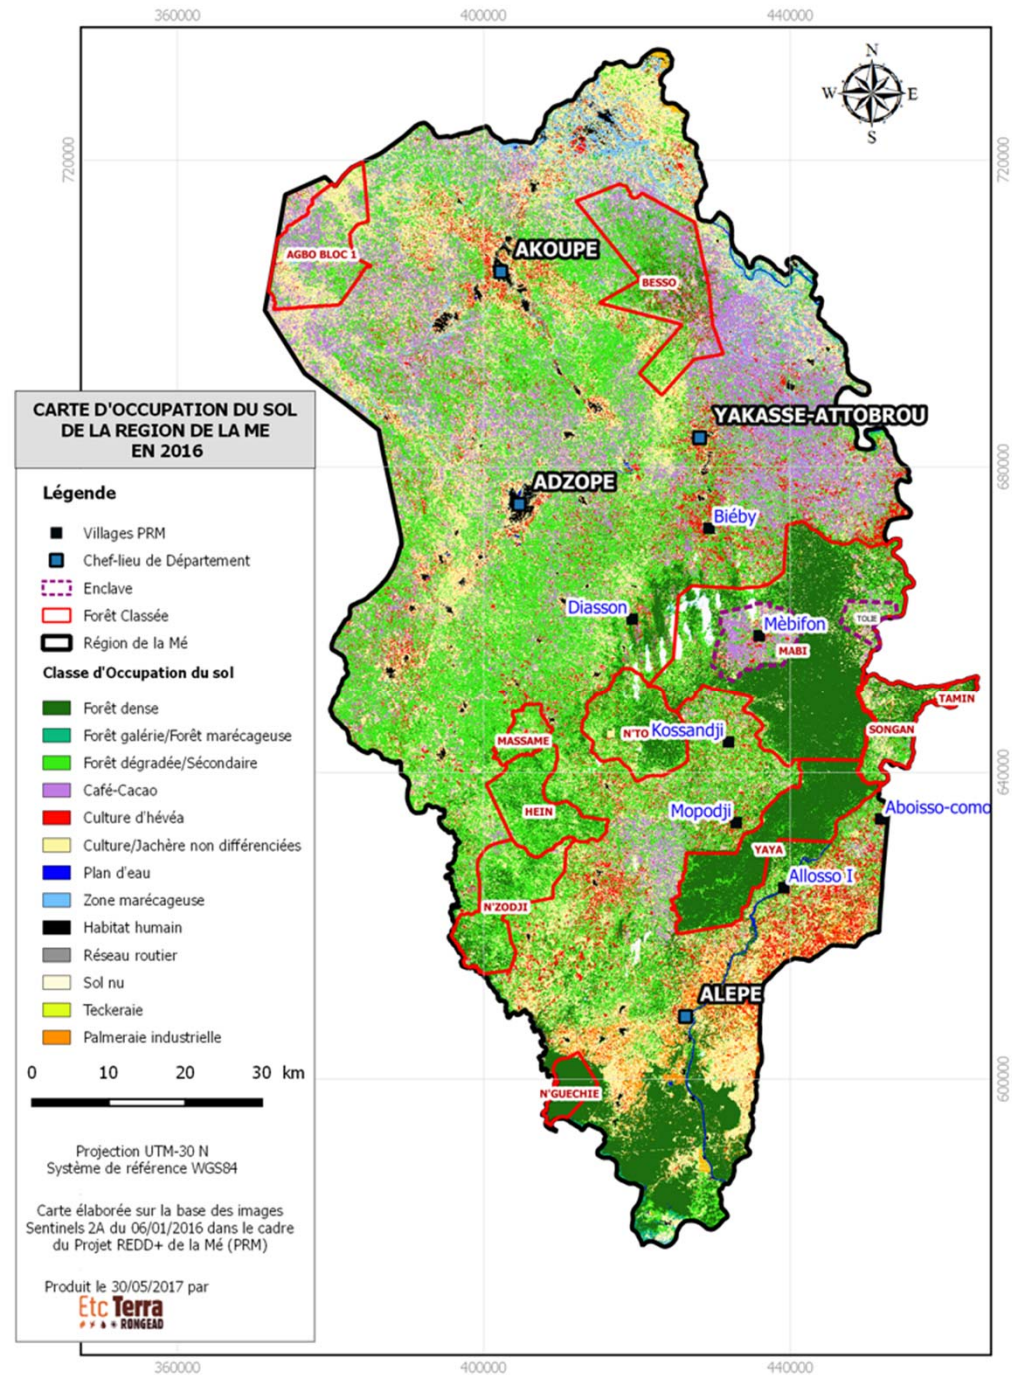 360000
400000
440000
N
W
E
S
720000
720000
AKOUPE
AGBO BLOC 1
BESSO
CARTE D'OCCUPATION DU SOL
DE LA REGION DE LA ME
EN 2016
YAKASSE-ATTOBROU
680000
ADZOPE
Biéby
Légende
Villages PRM
Chef-lieu de Département
Enclave
Forêt Classée
Région de la Mé
Diasson
Mèbifon
TOLIE
MABI
Classe d'Occupation du sol
Forêt dense
Forêt galérie/Forêt marécageuse
Forêt dégradée/Sécondaire
Café-Cacao
Culture d'hévéa
Culture/Jachère non différenciées
Plan d'eau
Zone marécageuse
Habitat humain
Réseau routier
Sol nu
Teckeraie
Palmeraie industrielle
TAMIN
SONGAN
N'TO
Kossandji
MASSAME
640000
HEIN
Mopodji
Aboisso-como
YAYA
Allosso I
N'ZODJI
ALEPE
N'GUECHIE
600000
0 10 20 30 km
Projection UTM-30 N
Système de référence WGS84
Carte élaborée sur la base des images
Sentinels 2A du 06/01/2016 dans le cadre
du Projet REDD+ de la Mé (PRM)
Produit le 30/05/2017 par
Etc Terra
RONGEAD
360000
400000
440000